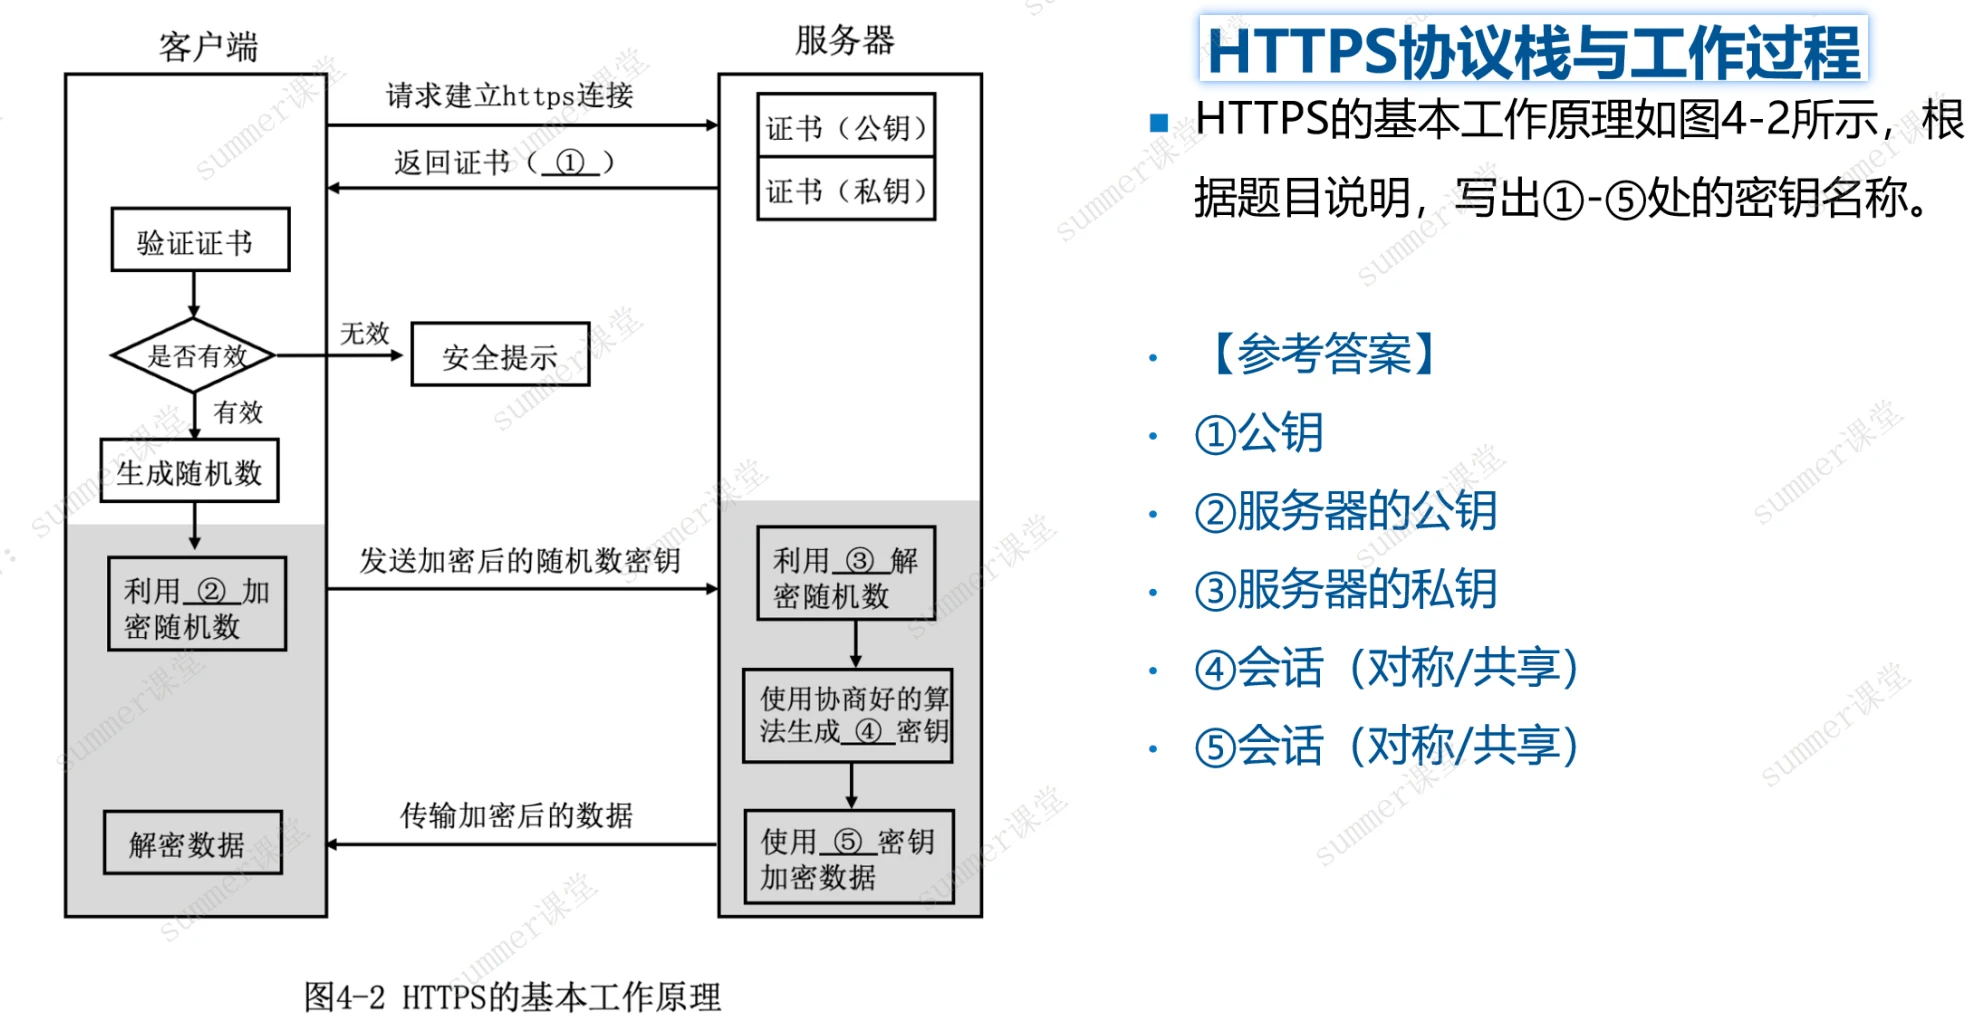 客户端
服务器
请求建立https连接
证书（公钥）
返回证书（ ① ）
证书（私钥）
验证证书
是否有效
无效
安全提示
有效
生成随机数
利用 ② 加
密随机数
发送加密后的随机数密钥
利用 ③ 解
密随机数
使用协商好的算
法生成 ④ 密钥
传输加密后的数据
解密数据
使用 ⑤ 密钥
加密数据
图4-2 HTTPS的基本工作原理
HTTPS协议栈与工作过程
■ HTTPS的基本工作原理如图4-2所示，根
据题目说明，写出①-⑤处的密钥名称。
• 【参考答案】
• ①公钥
• ②服务器的公钥
• ③服务器的私钥
• ④会话（对称/共享）
• ⑤会话（对称/共享）
summer课堂